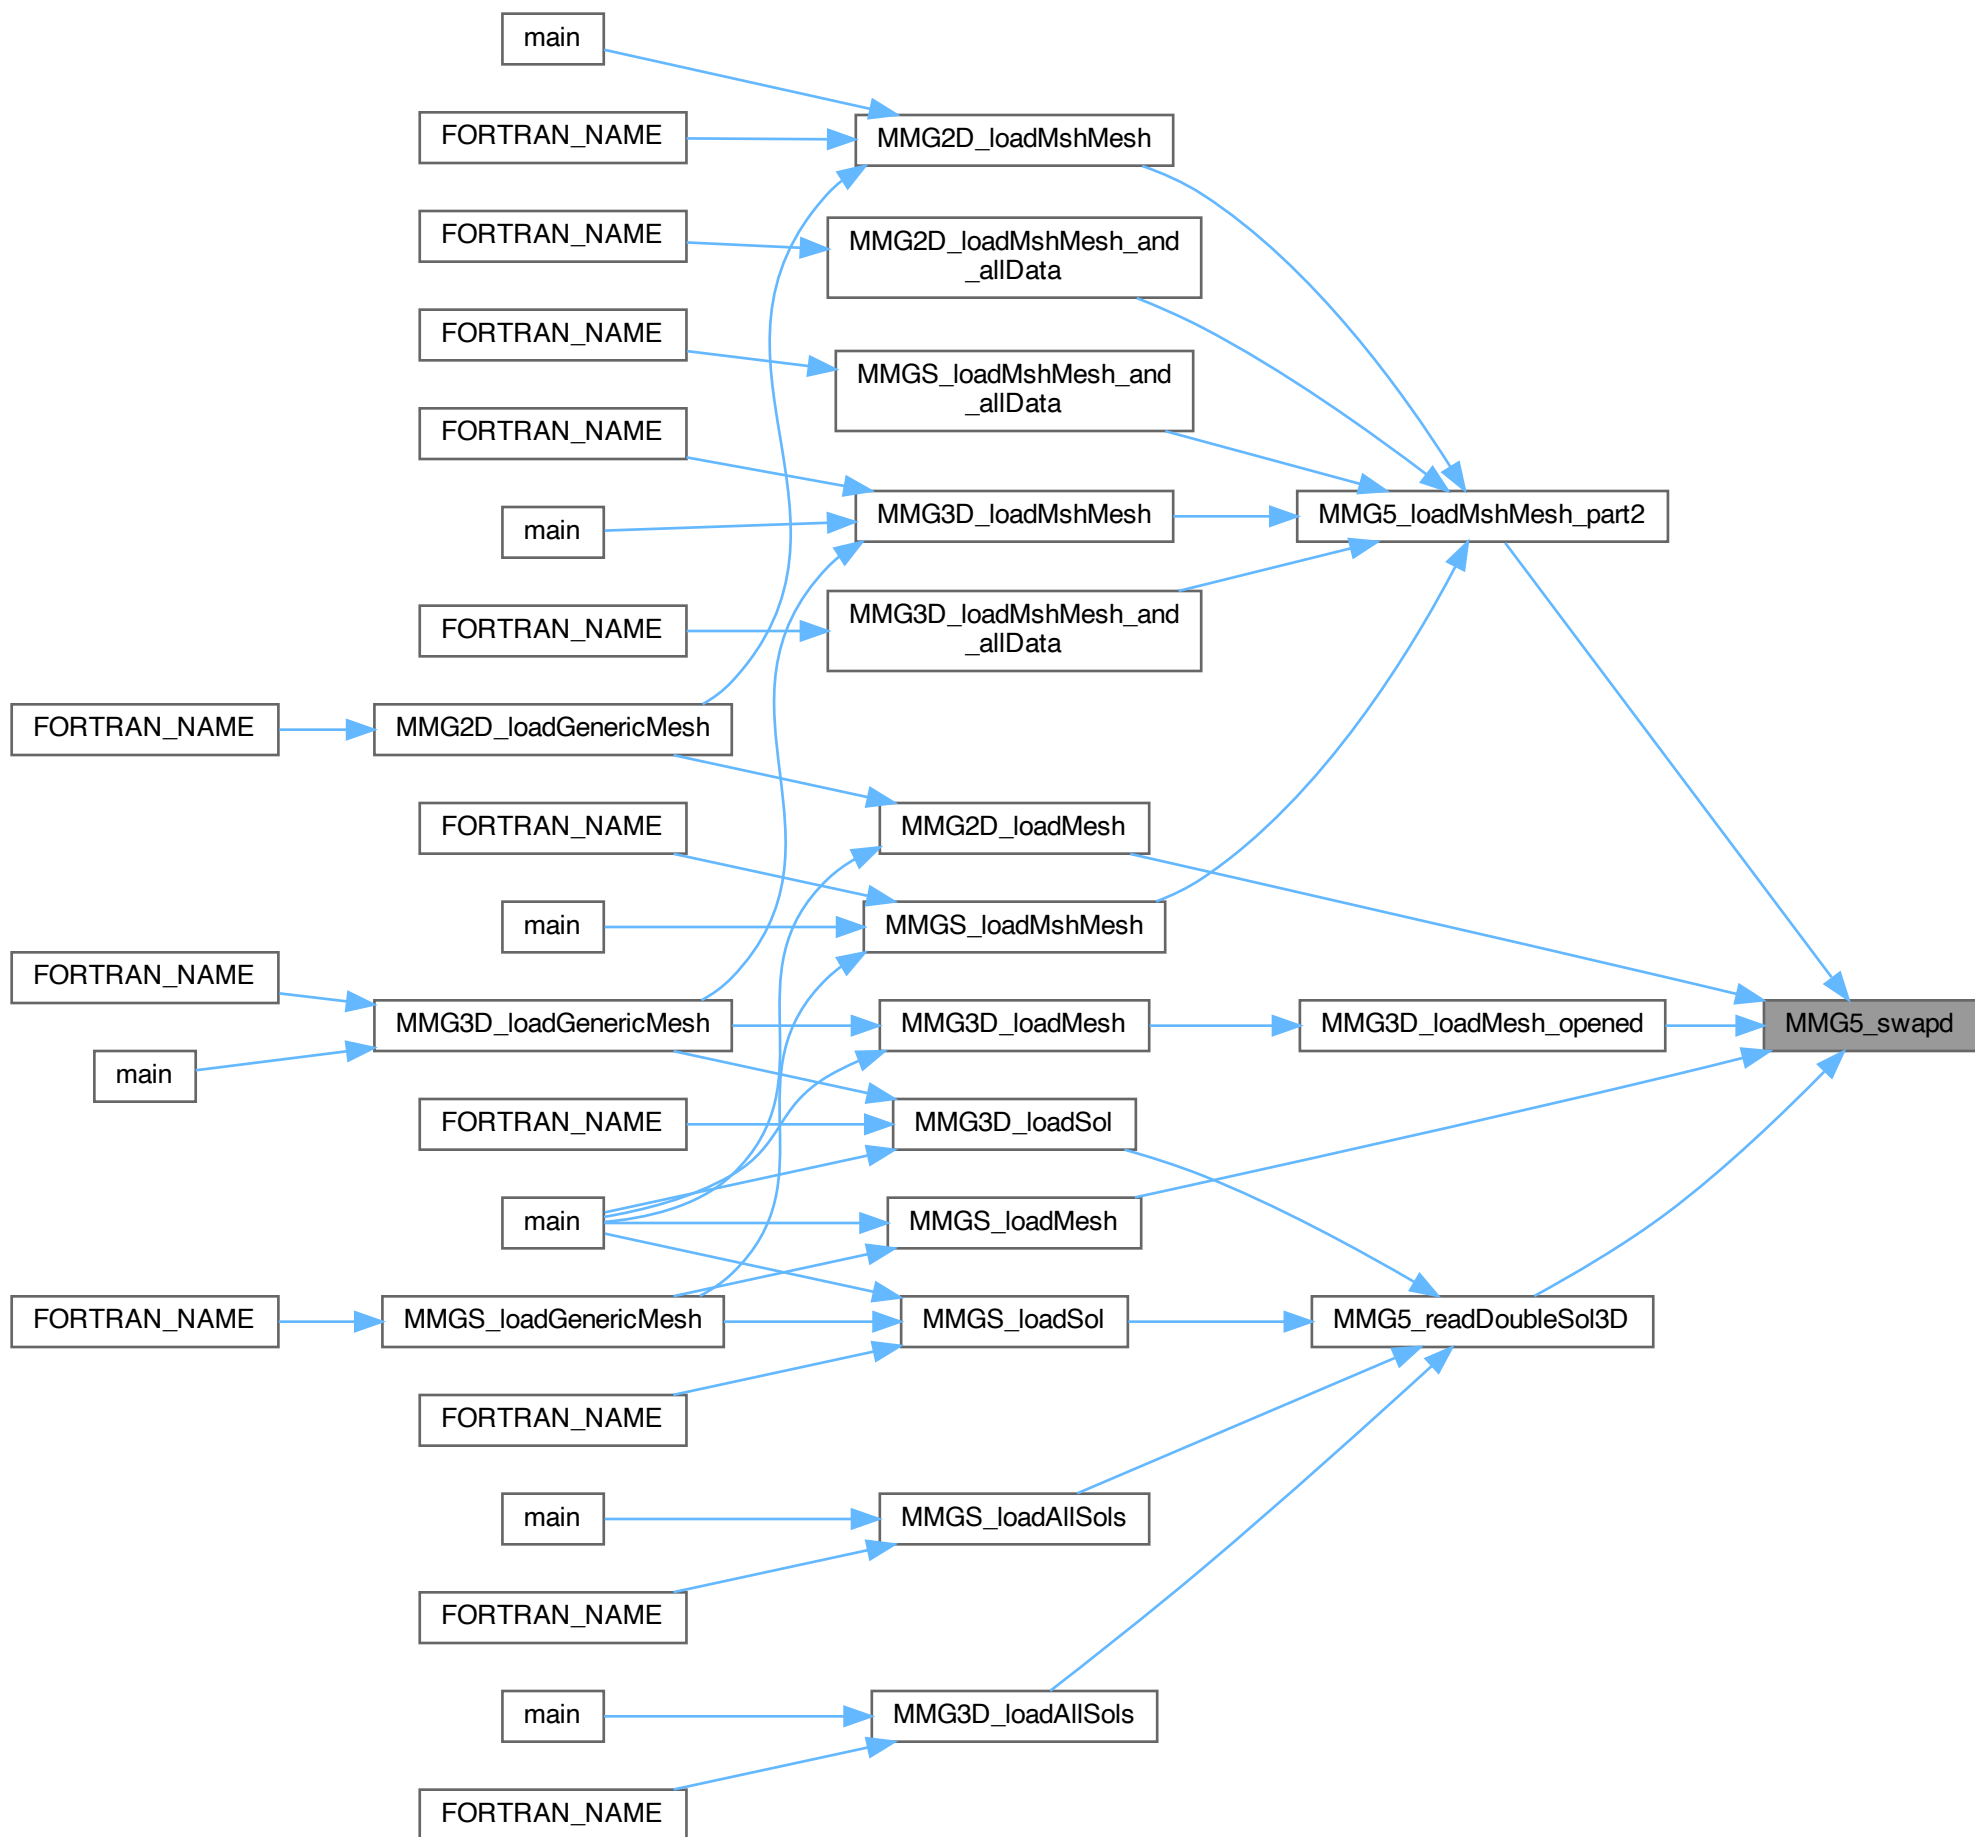 main
FORTRAN_NAME
MMG2D_loadMshMesh
FORTRAN_NAME
MMG2D_loadMshMesh_and
_allData
FORTRAN_NAME
MMGS_loadMshMesh_and
_allData
FORTRAN_NAME
MMG3D_loadMshMesh
MMG5_loadMshMesh_part2
main
FORTRAN_NAME
MMG3D_loadMshMesh_and
_allData
FORTRAN_NAME
MMG2D_loadGenericMesh
FORTRAN_NAME
MMG2D_loadMesh
main
MMGS_loadMshMesh
FORTRAN_NAME
MMG3D_loadGenericMesh
MMG3D_loadMesh
MMG3D_loadMesh_opened
MMG5_swapd
main
FORTRAN_NAME
MMG3D_loadSol
main
MMGS_loadMesh
FORTRAN_NAME
MMGS_loadGenericMesh
MMGS_loadSol
MMG5_readDoubleSol3D
FORTRAN_NAME
main
MMGS_loadAllSols
FORTRAN_NAME
main
MMG3D_loadAllSols
FORTRAN_NAME